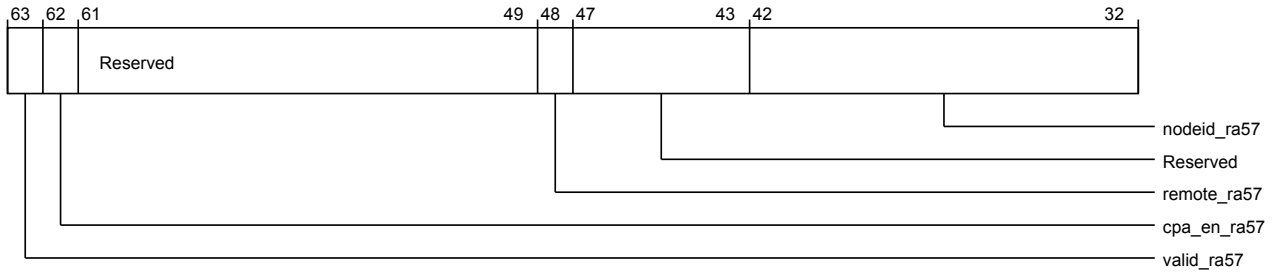 63 62 61 49 48 47 43 42 32
Reserved
nodeid_ra57
Reserved
remote_ra57
cpa_en_ra57
valid_ra57